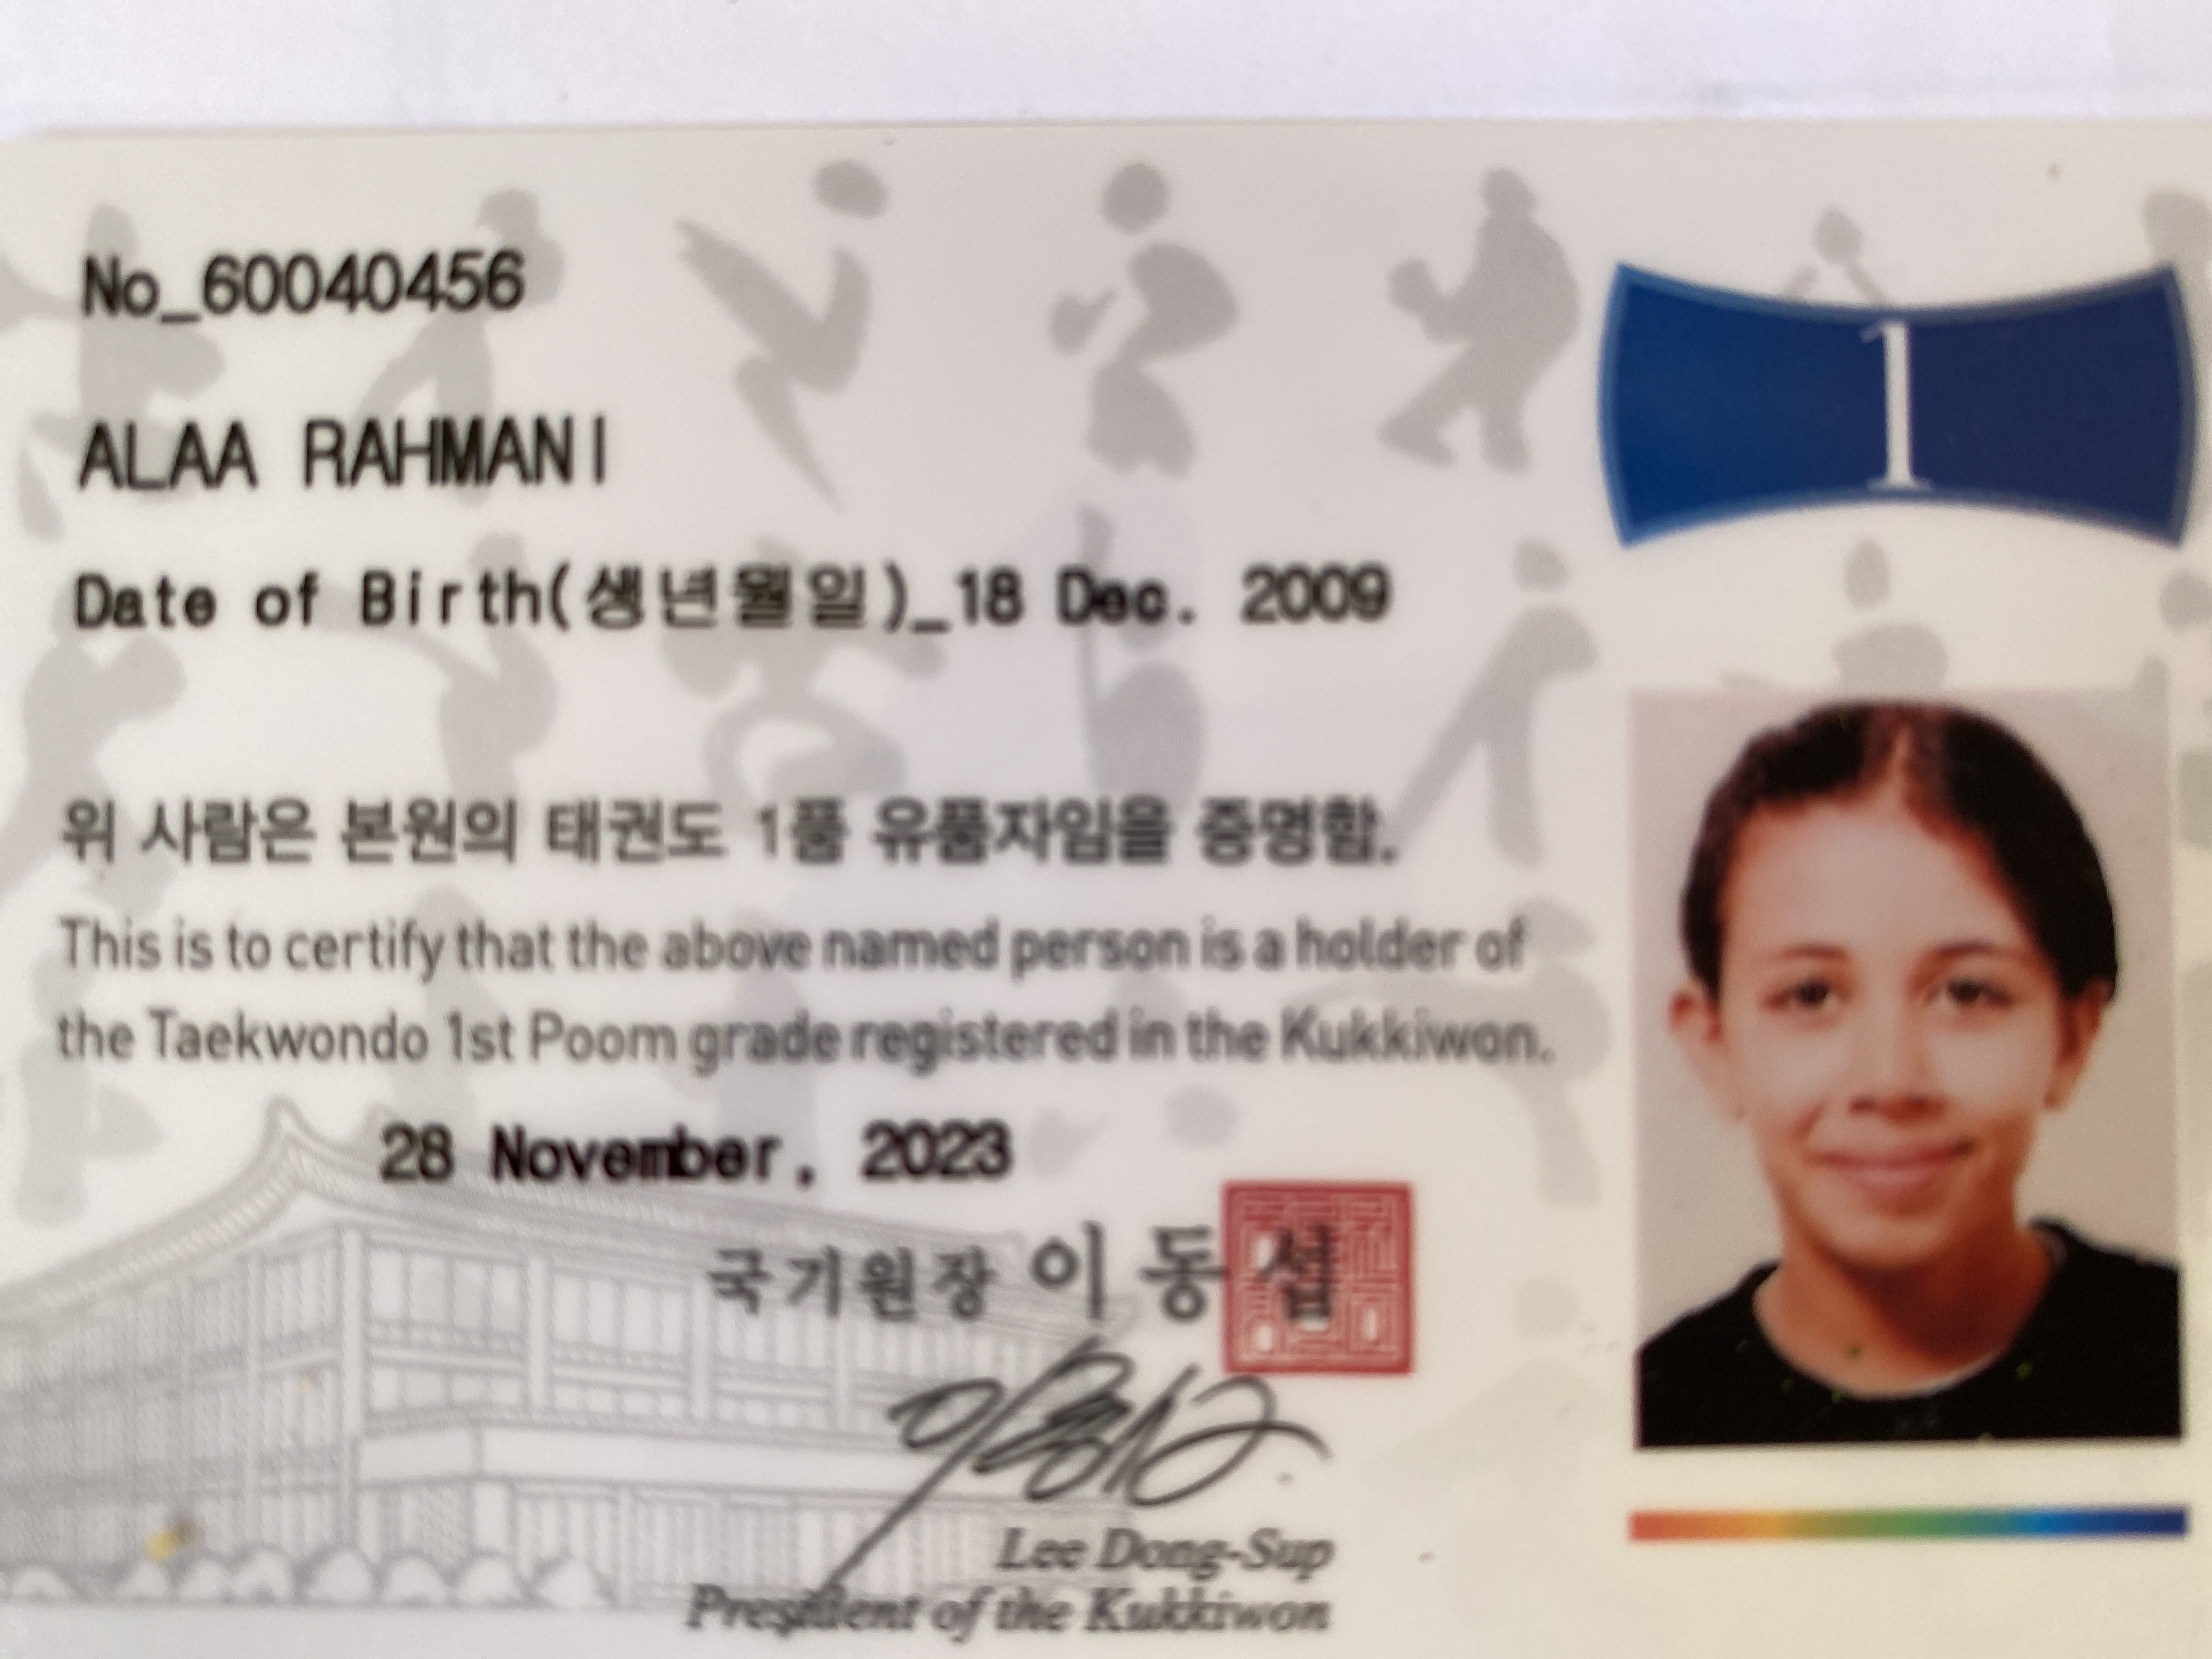 No_60040456
1
ALAA RAHMANI
Date of Birth(생년월일)_18 Dec. 2009
위 사람은 본원의 태권도 1품 유품자임을 증명함.
This is to certify that the above named person is a holder of
the Taekwondo 1st Poom grade registered in the Kukkiwon.
28 November, 2023
국기원장 이동섭
Lee Dong-Sup
President of the Kukkiwon